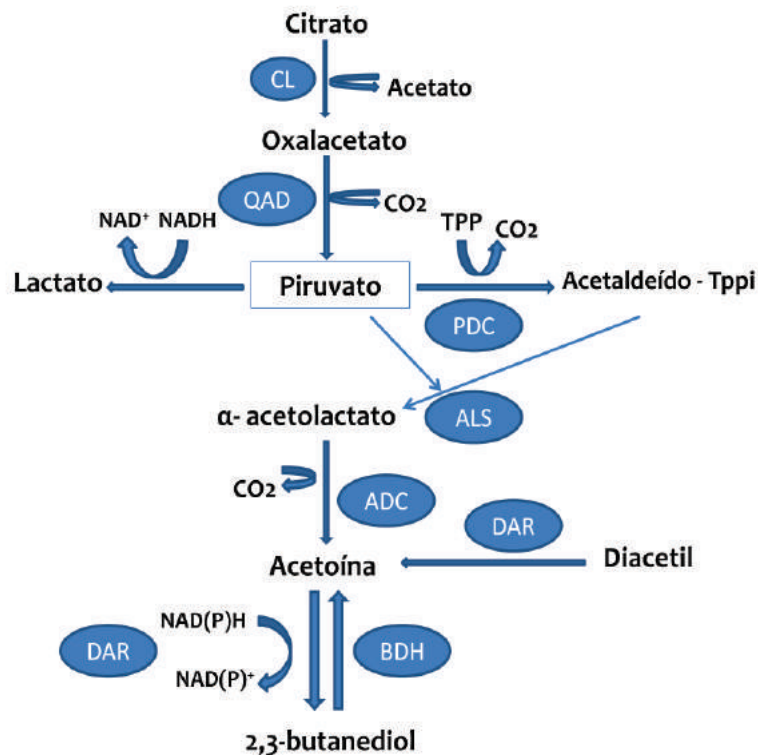 Citrato
CL
Acetato
Oxalacetato
QAD
CO2
NAD⁺ NADH
TPP CO2
Lactato
Piruvato
Acetaldeído - Tppi
PDC
α- acetolactato
ALS
CO2
ADC
DAR
Acetoína
Diacetil
NAD(P)H
DAR
BDH
NAD(P)⁺
2,3-butanediol